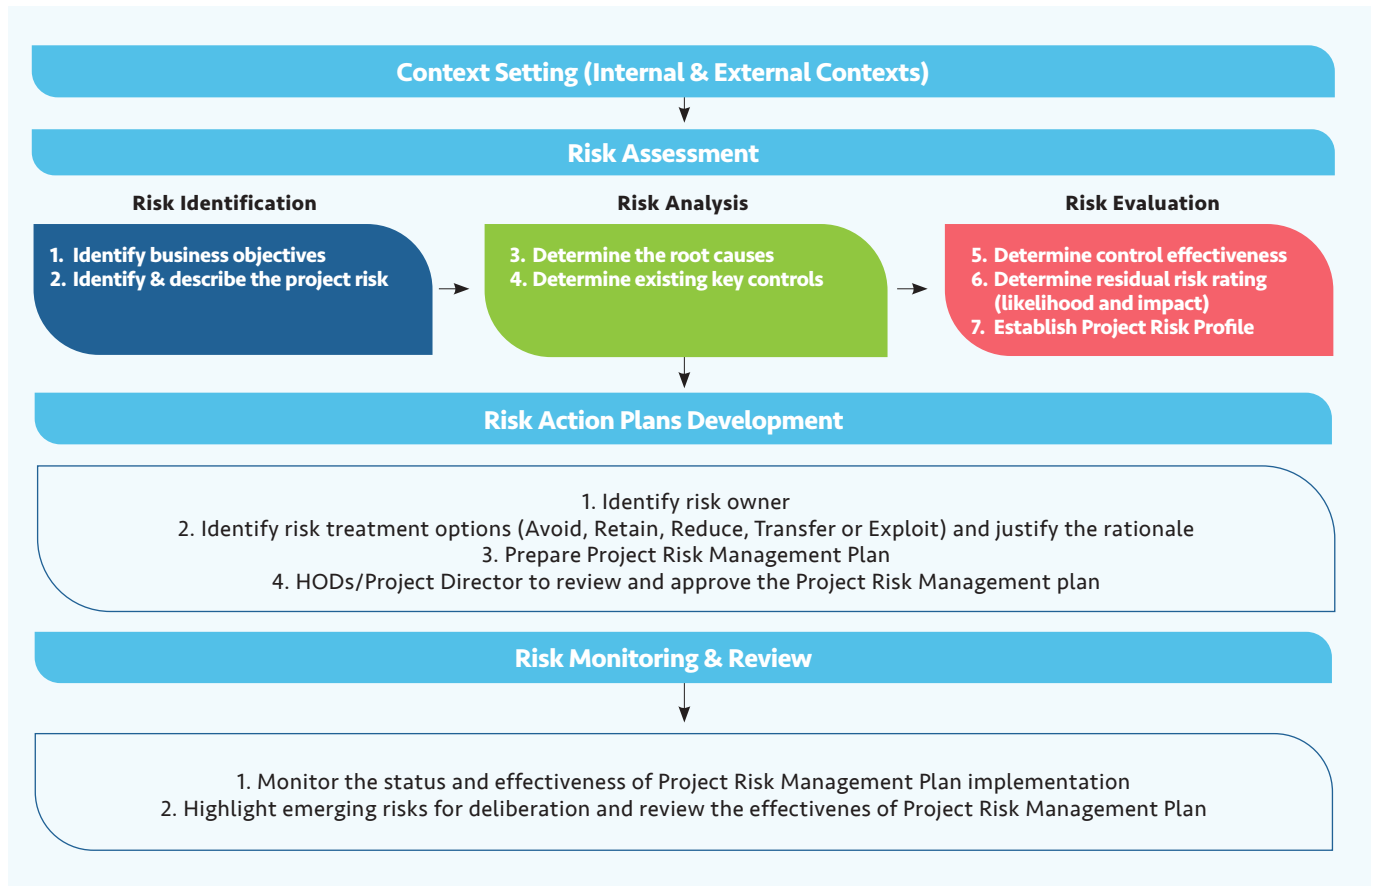 Context Setting (Internal & External Contexts)
Risk Assessment
Risk Identification
1. Identify business objectives
2. Identify & describe the project risk
Risk Analysis
3. Determine the root causes
4. Determine existing key controls
Risk Evaluation
5. Determine control effectiveness
6. Determine residual risk rating
(likelihood and impact)
7. Establish Project Risk Profile
Risk Action Plans Development
1. Identify risk owner
2. Identify risk treatment options (Avoid, Retain, Reduce, Transfer or Exploit) and justify the rationale
3. Prepare Project Risk Management Plan
4. HODs/Project Director to review and approve the Project Risk Management plan
Risk Monitoring & Review
1. Monitor the status and effectiveness of Project Risk Management Plan implementation
2. Highlight emerging risks for deliberation and review the effectivenes of Project Risk Management Plan